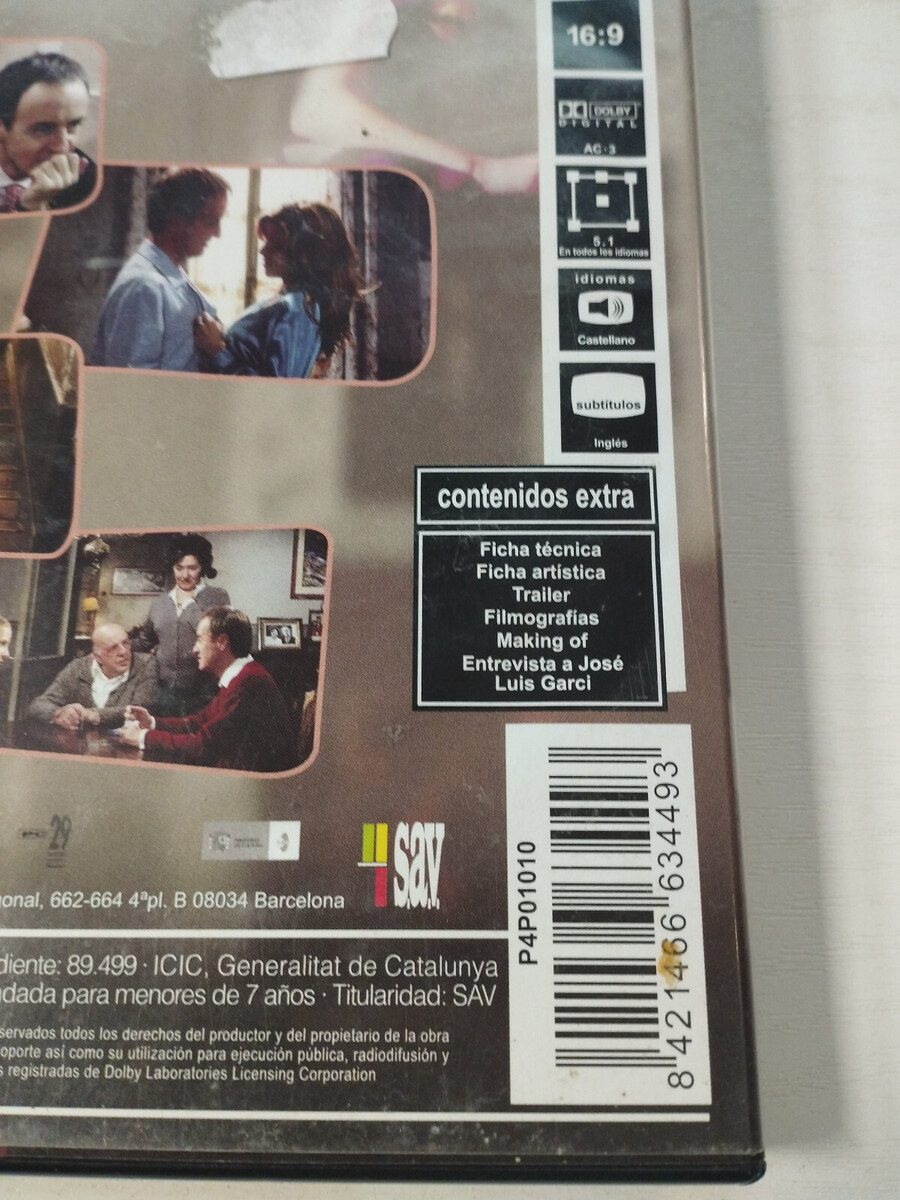 16:9
DOLBY
DIGITAL
AC-3
5.1
En todos los idiomas
idiomas
Castellano
subtítulos
Inglés
contenidos extra
Ficha técnica
Ficha artística
Trailer
Filmografías
Making of
Entrevista a José
Luis Garci
29
sav
onal, 662-664 4ªpl. B 08034 Barcelona
diente: 89.499 · ICIC, Generalitat de Catalunya
dada para menores de 7 años · Titularidad: SAV
servados todos los derechos del productor y del propietario de la obra
oporte así como su utilización para ejecución pública, radiodifusión y
s registradas de Dolby Laboratories Licensing Corporation
P4P01010
8 421466 634493